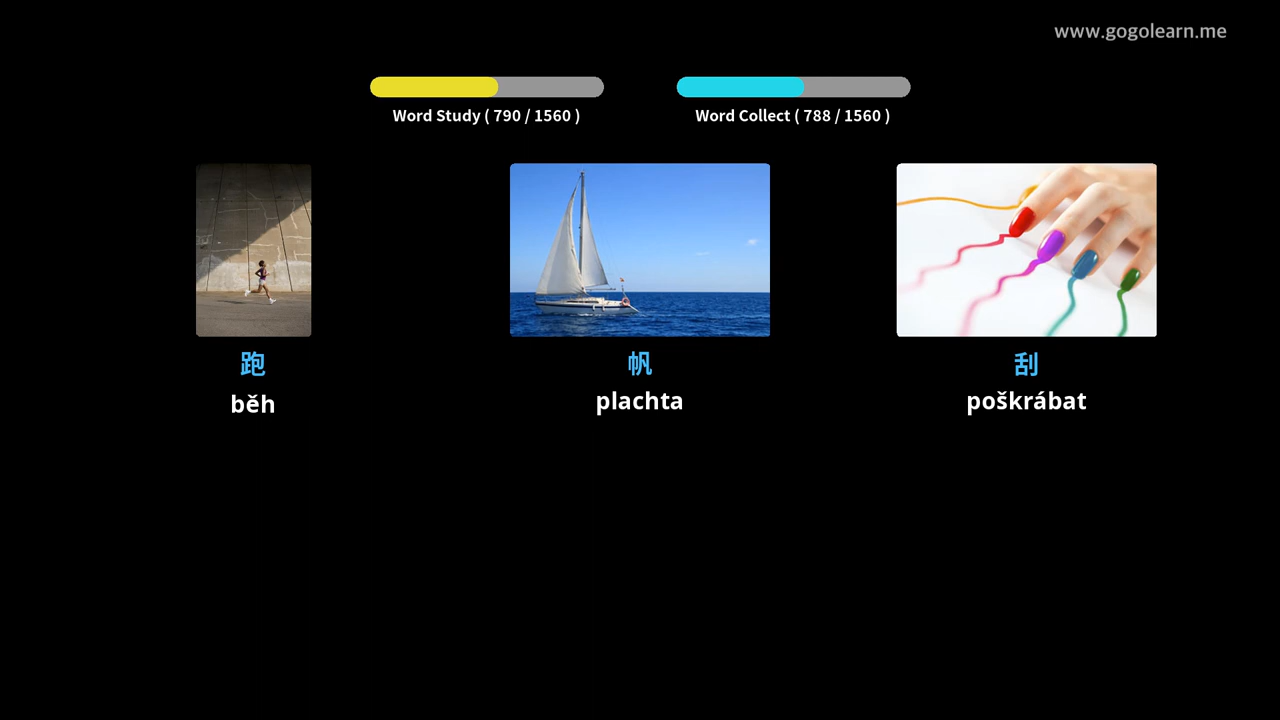 www.gogolearn.me
Word Study ( 790 / 1560 )
Word Collect ( 788 / 1560 )
跑
běh
帆
plachta
刮
poškrábat